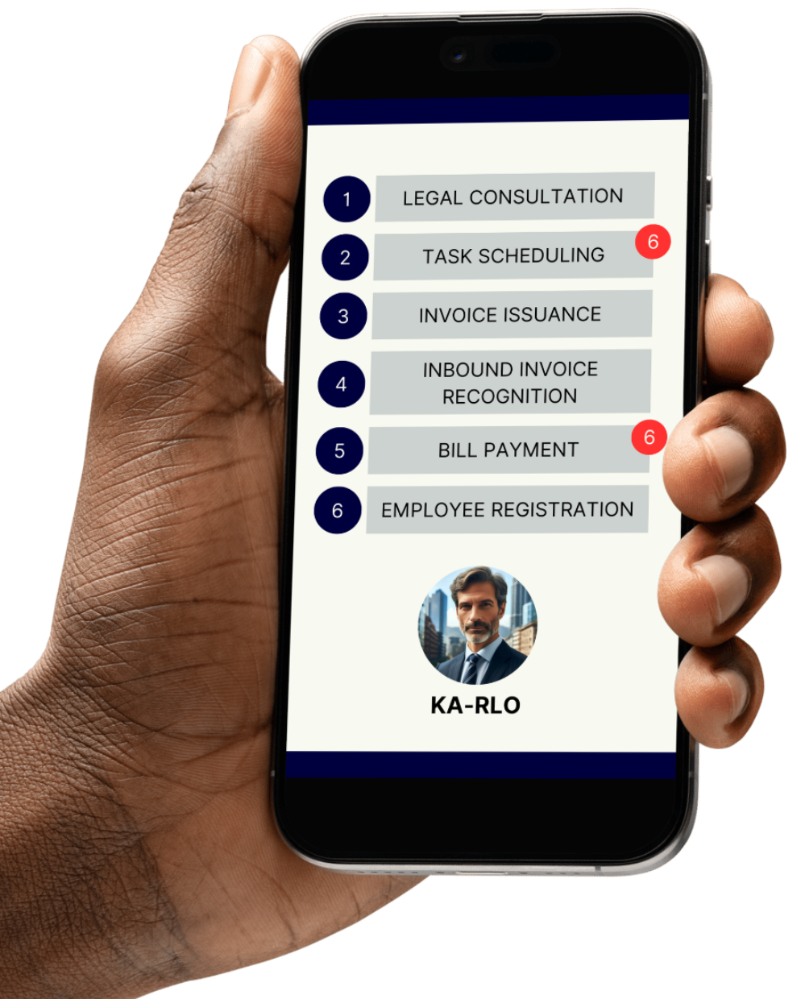 1 LEGAL CONSULTATION
2 TASK SCHEDULING 6
3 INVOICE ISSUANCE
4 INBOUND INVOICE
RECOGNITION
5 BILL PAYMENT 6
6 EMPLOYEE REGISTRATION
KA-RLO